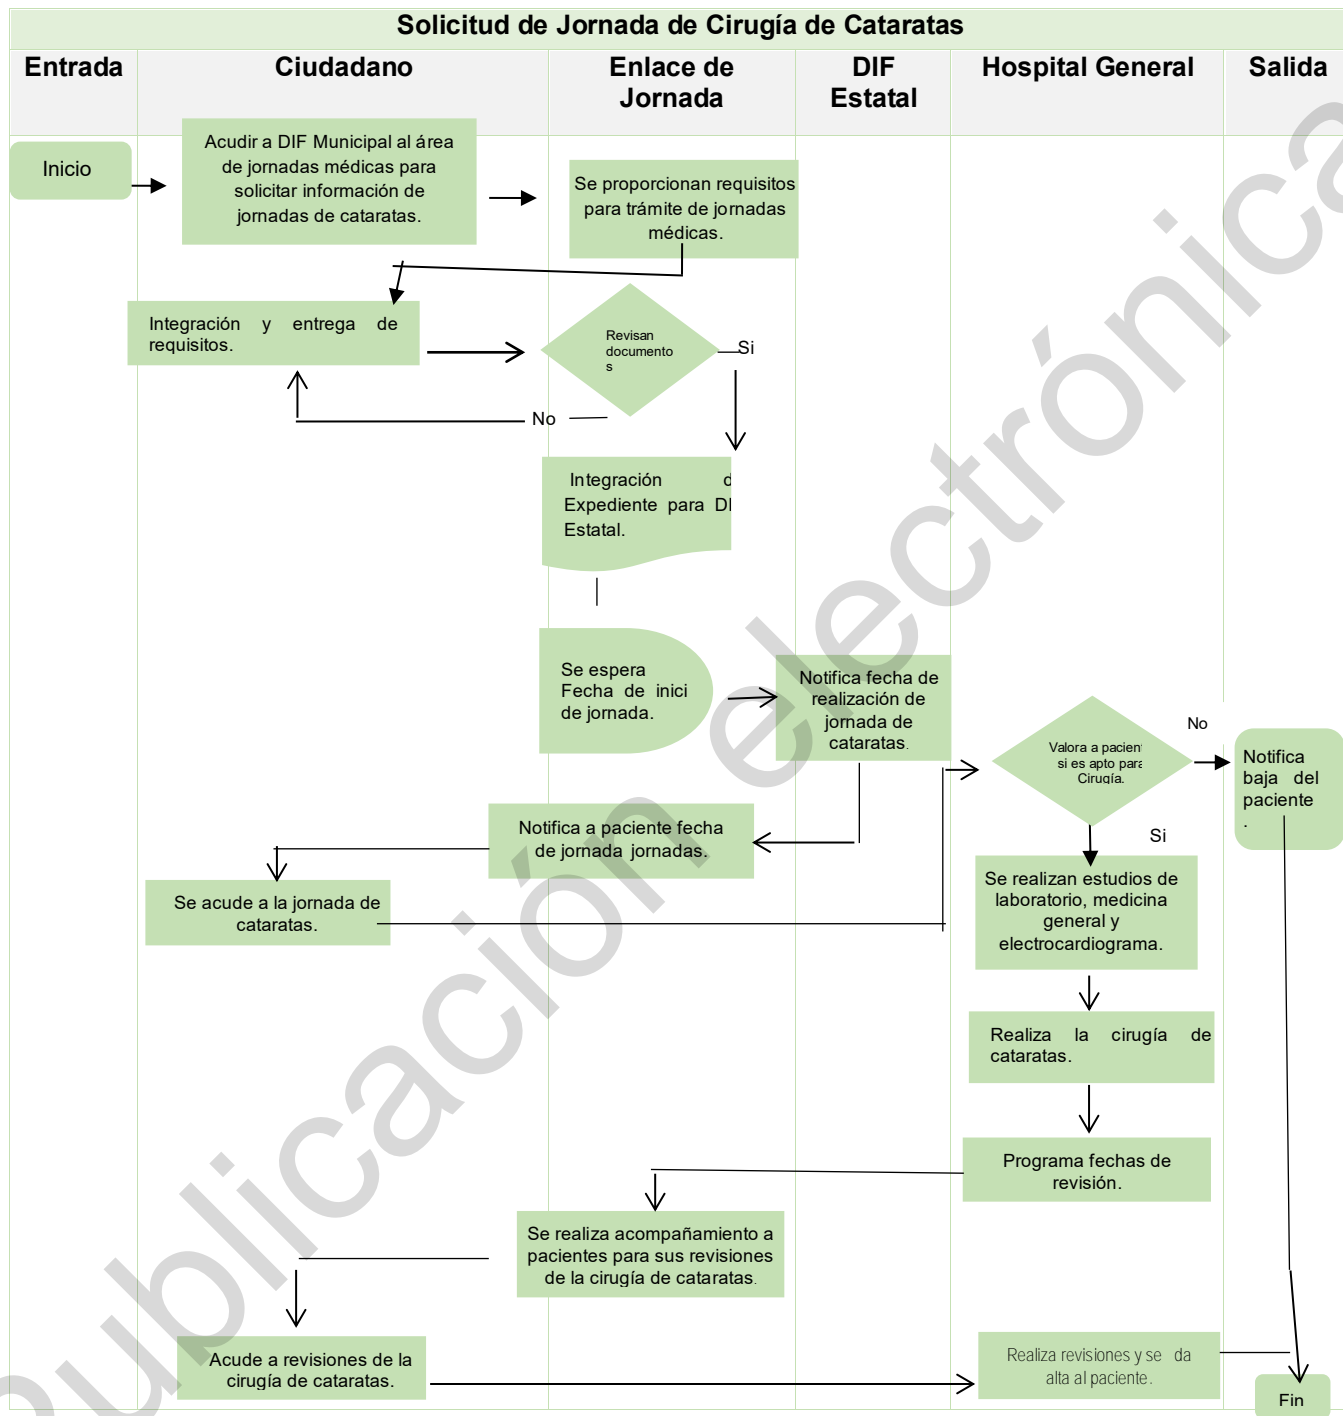 Solicitud de Jornada de Cirugía de Cataratas
Entrada
Ciudadano
Enlace de
Jornada
DIF
Estatal
Hospital General
Salida
Inicio
Acudir a DIF Municipal al área
de jornadas médicas para
solicitar información de
jornadas de cataratas.
Se proporcionan requisitos
para trámite de jornadas
médicas.
Integración y entrega de
requisitos.
Revisan
documento
s
Si
No
Integración d
Expediente para DI
Estatal.
Se espera
Fecha de inici
de jornada.
Notifica fecha de
realización de
jornada de
cataratas.
Valora a pacient
si es apto para
Cirugía.
No
Notifica
baja del
paciente
.
Si
Notifica a paciente fecha
de jornada jornadas.
Se acude a la jornada de
cataratas.
Se realizan estudios de
laboratorio, medicina
general y
electrocardiograma.
Realiza la cirugía de
cataratas.
Programa fechas de
revisión.
Se realiza acompañamiento a
pacientes para sus revisiones
de la cirugía de cataratas.
Acude a revisiones de la
cirugía de cataratas.
Realiza revisiones y se da
alta al paciente.
Fin
Publicación electrónica